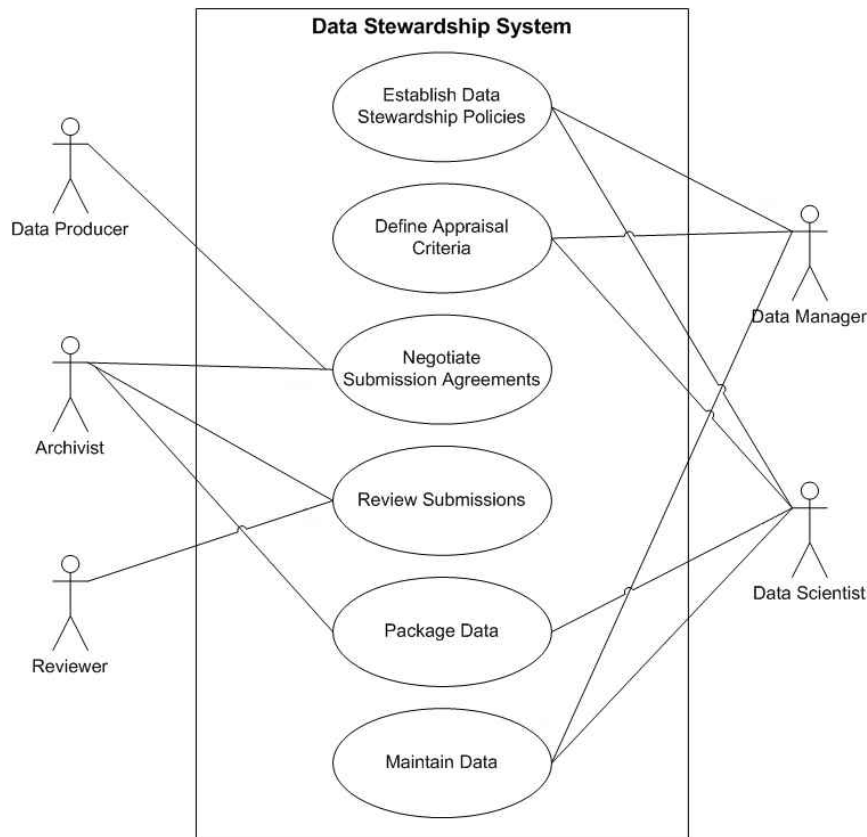 Data Stewardship System
Establish Data
Stewardship Policies
Data Producer
Define Appraisal
Criteria
Data Manager
Negotiate
Submission Agreements
Archivist
Review Submissions
Data Scientist
Package Data
Reviewer
Maintain Data